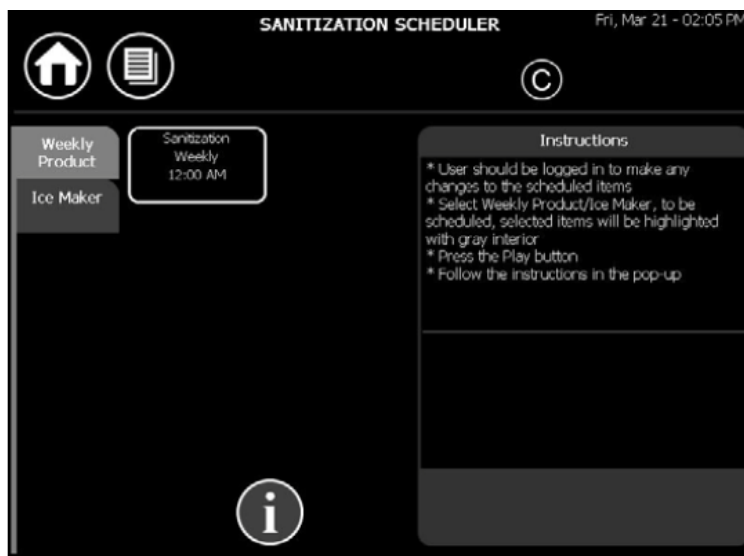 SANITIZATION SCHEDULER
Fri, Mar 21 - 02:05 PM
C
Weekly
Product
Ice Maker
Sanitization
Weekly
12:00 AM
Instructions
* User should be logged in to make any
changes to the scheduled items
* Select Weekly Product/Ice Maker, to be
scheduled, selected items will be highlighted
with gray interior
* Press the Play button
* Follow the instructions in the pop-up
i